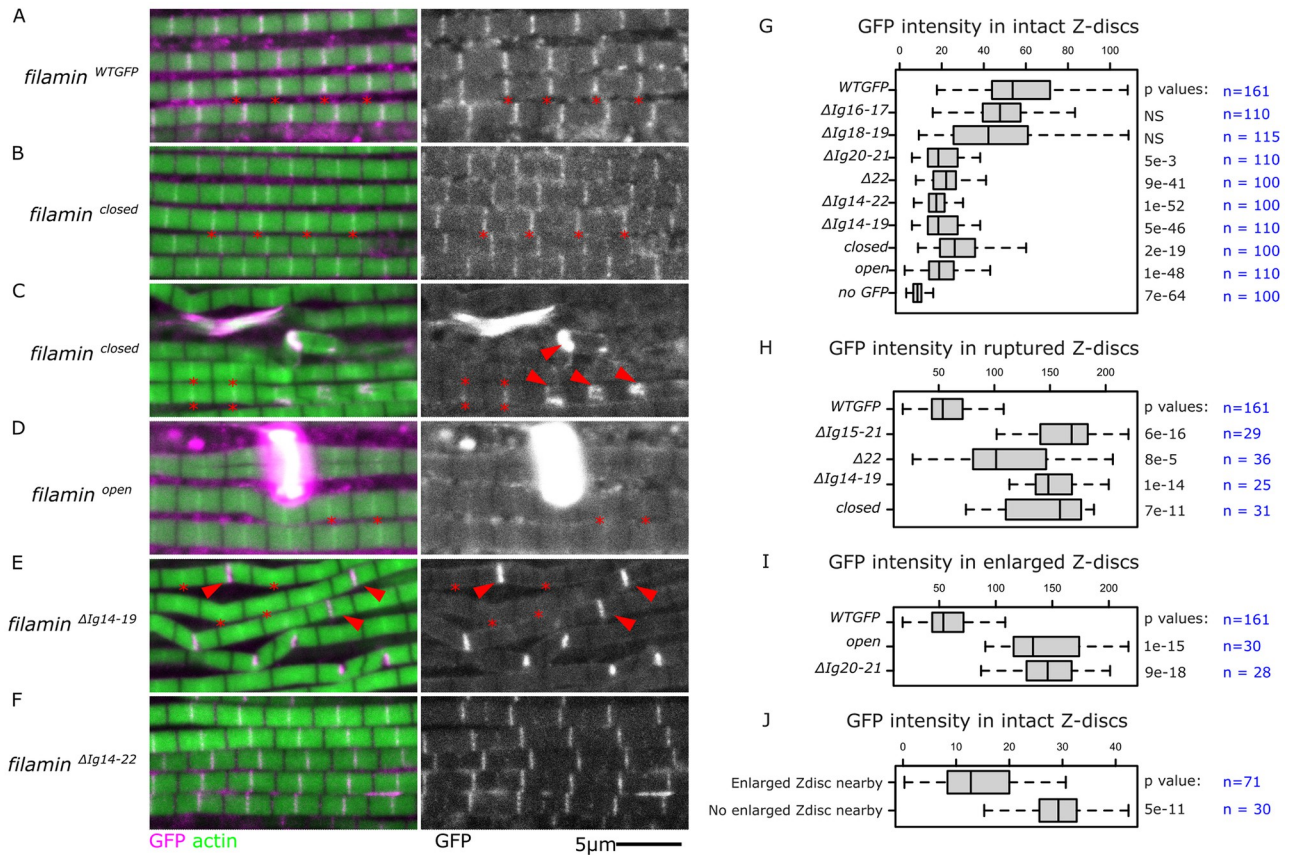 A
filamin WTGFP
B
filamin closed
C
filamin closed
D
filamin open
E
filamin ΔIg14-19
F
filamin ΔIg14-22
GFP actin
GFP
5μm
G GFP intensity in intact Z-discs
0 20 40 60 80 100
WTGFP p values: n=161
ΔIg16-17 NS n=110
ΔIg18-19 NS n = 115
ΔIg20-21 5e-3 n = 110
Δ22 9e-41 n = 100
ΔIg14-22 1e-52 n = 100
ΔIg14-19 5e-46 n = 110
closed 2e-19 n = 100
open 1e-48 n = 110
no GFP 7e-64 n = 100
H GFP intensity in ruptured Z-discs
50 100 150 200
WTGFP p values: n=161
ΔIg15-21 6e-16 n=29
Δ22 8e-5 n = 36
ΔIg14-19 1e-14 n = 25
closed 7e-11 n = 31
I GFP intensity in enlarged Z-discs
50 100 150 200
WTGFP p values: n=161
open 1e-15 n=30
ΔIg20-21 9e-18 n = 28
J GFP intensity in intact Z-discs
0 10 20 30 40
Enlarged Zdisc nearby p value: n=71
No enlarged Zdisc nearby 5e-11 n = 30